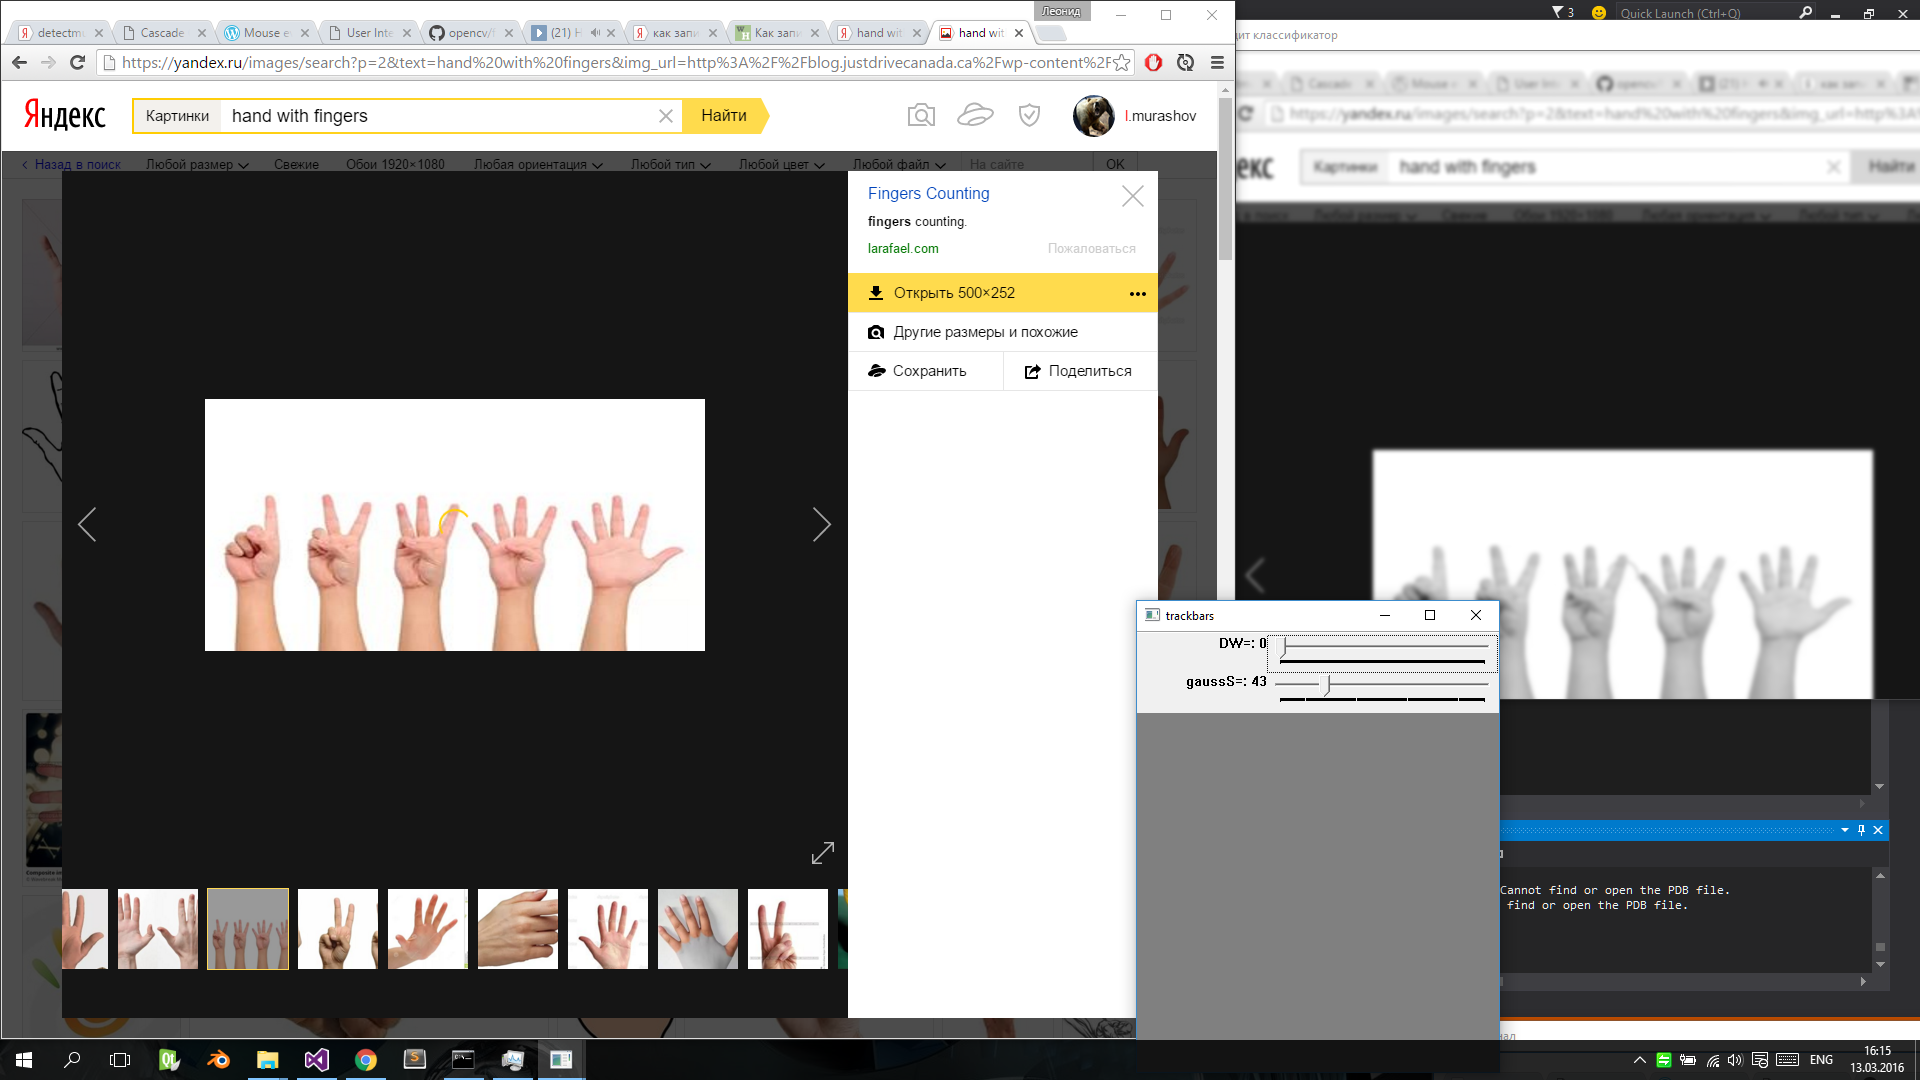 Леонид
detectm
Cascade
Mouse e
User Inte
opencv/t
(21) H
как запи
Как запи
hand wit
hand wit
https://yandex.ru/images/search?p=2&text=hand%20with%20fingers&img_url=http%3A%2F%2Fblog.justdrivecanada.ca%2Fwp-content%2F
Яндекс
Картинки
hand with fingers
Найти
l.murashov
Назад в поиск
Любой размер
Свежие
Обои 1920×1080
Любая ориентация
Любой тип
Любой цвет
Любой файл
На сайте
OK
Fingers Counting
fingers counting.
larafael.com
Пожаловаться
Открыть 500×252
Другие размеры и похожие
Сохранить
Поделиться
3
Quick Launch (Ctrl+Q)
дит классификатор
https://yandex.ru/images/search?p=2&text=hand%20with%20fingers&img_url=http%3A
екс
Картинки
hand with fingers
Найти
trackbars
DW=: 0
gaussS=: 43
Cannot find or open the PDB file.
find or open the PDB file.
ENG
16:15
13.03.2016